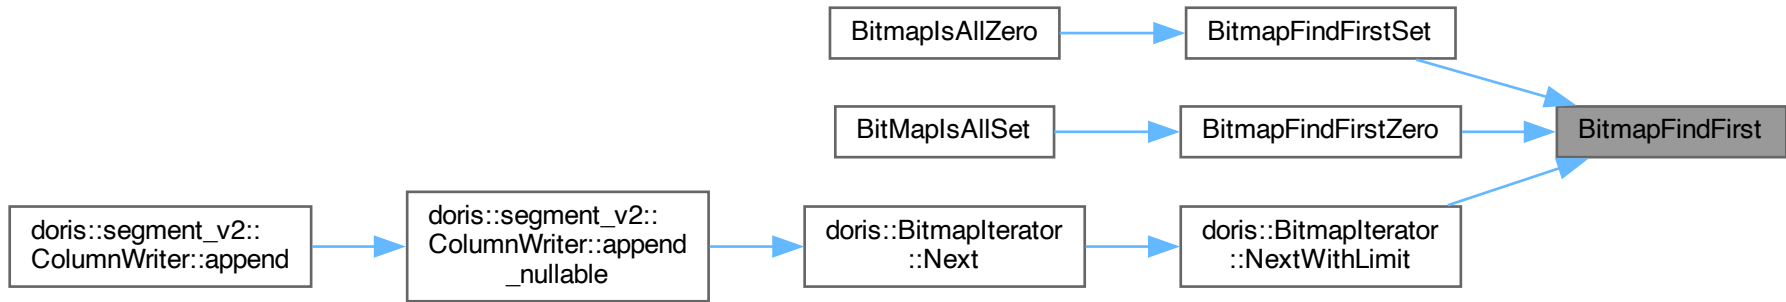 BitmapIsAllZero
BitmapFindFirstSet
BitMapIsAllSet
BitmapFindFirstZero
BitmapFindFirst
doris::segment_v2::
ColumnWriter::append
doris::segment_v2::
ColumnWriter::append
_nullable
doris::BitmapIterator
::Next
doris::BitmapIterator
::NextWithLimit